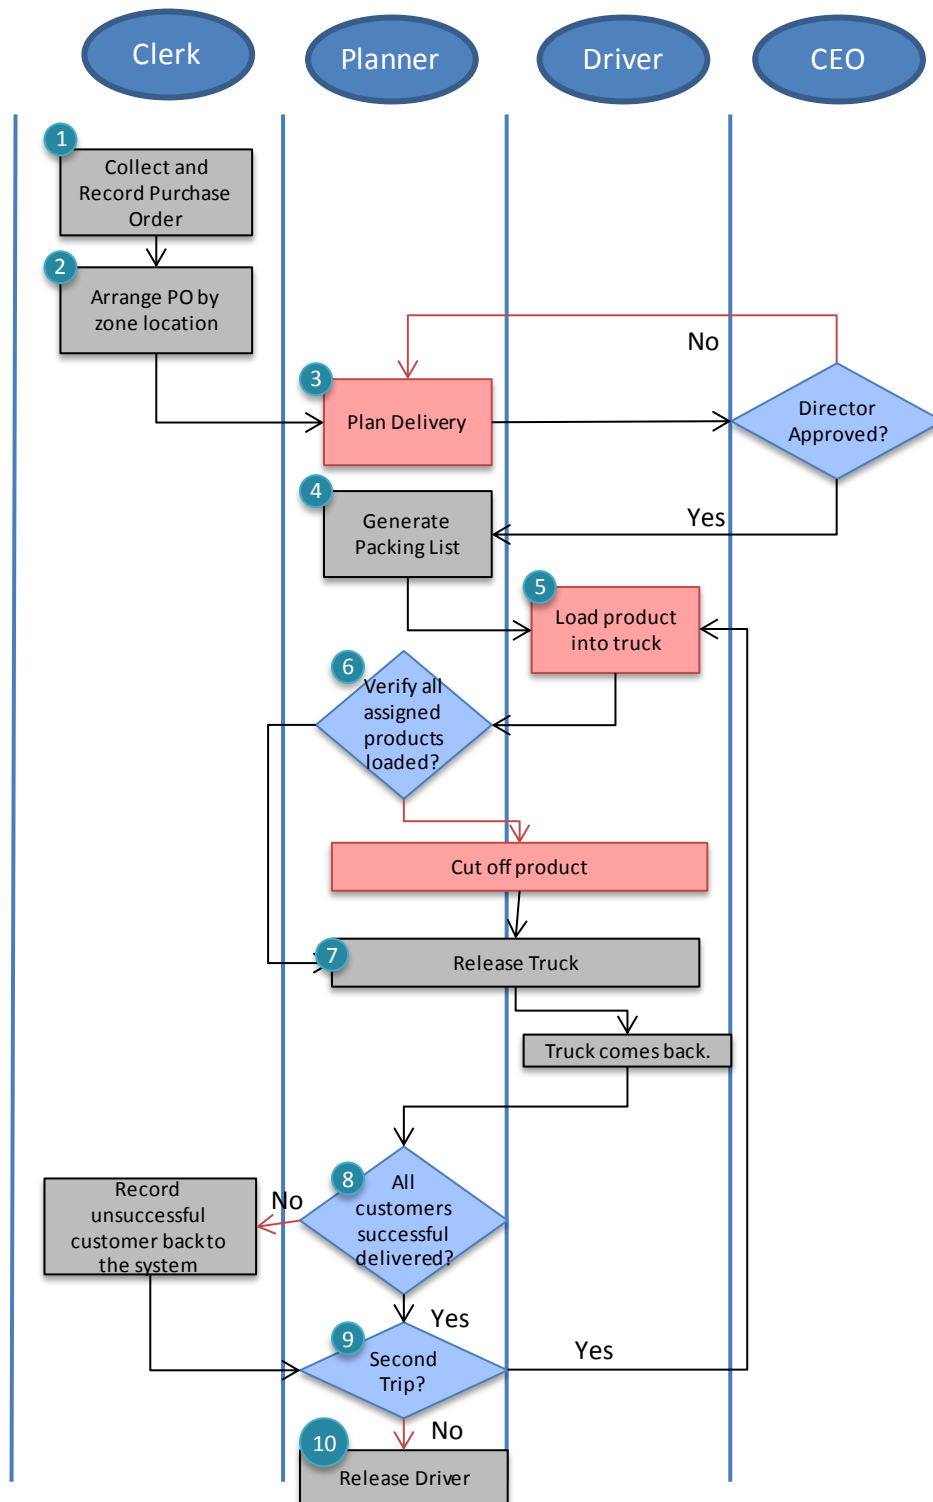 Clerk
Planner
Driver
CEO
1
Collect and
Record Purchase
Order
2
Arrange PO by
zone location
No
3
Plan Delivery
Director
Approved?
4
Generate
Packing List
Yes
5
Load product
into truck
6
Verify all
assigned
products
loaded?
Cut off product
7
Release Truck
Truck comes back.
8
All
customers
successful
delivered?
No
Record
unsuccessful
customer back to
the system
Yes
9
Second
Trip?
Yes
No
10
Release Driver